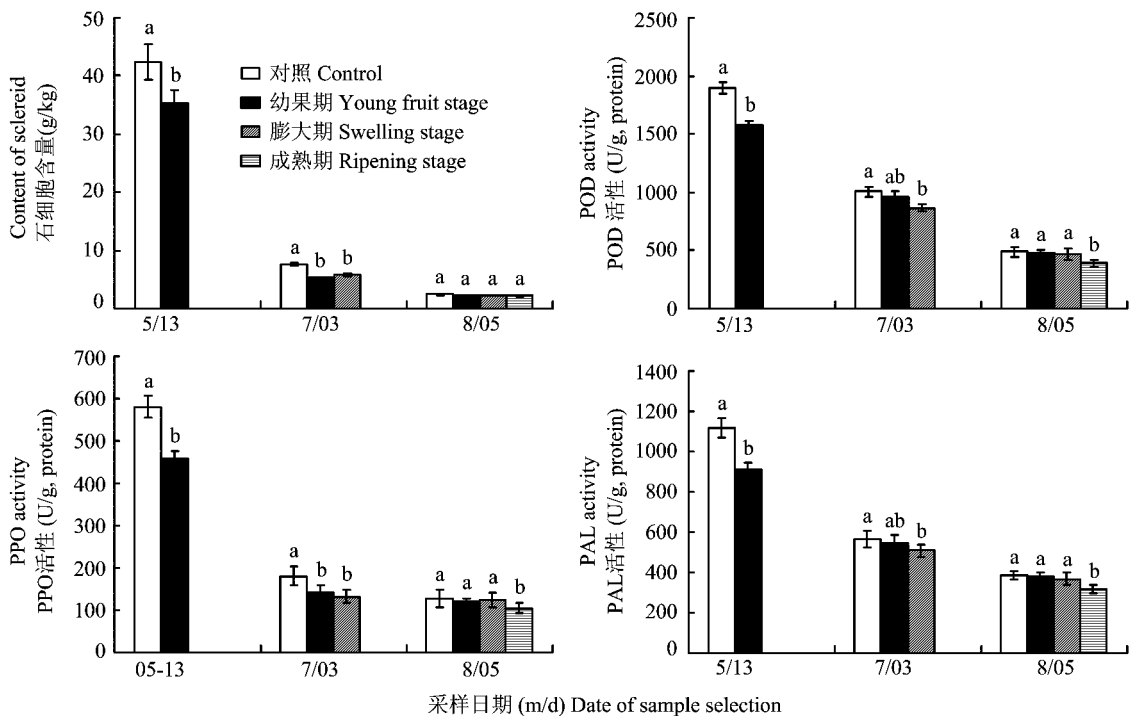 Content of sclereid
石细胞含量(g/kg)
50
40
30
20
10
0
a
b
a
b
b
a
a
a
a
对照 Control
幼果期 Young fruit stage
膨大期 Swelling stage
成熟期 Ripening stage
5/13
7/03
8/05
POD activity
POD 活性 (U/g, protein)
2500
2000
1500
1000
500
0
a
b
a
ab
b
a
a
a
b
5/13
7/03
8/05
PPO activity
PPO活性 (U/g, protein)
700
600
500
400
300
200
100
0
a
b
a
b
b
a
a
a
b
05-13
7/03
8/05
PAL activity
PAL活性 (U/g, protein)
1400
1200
1000
800
600
400
200
0
a
b
a
ab
b
a
a
a
b
5/13
7/03
8/05
采样日期 (m/d) Date of sample selection